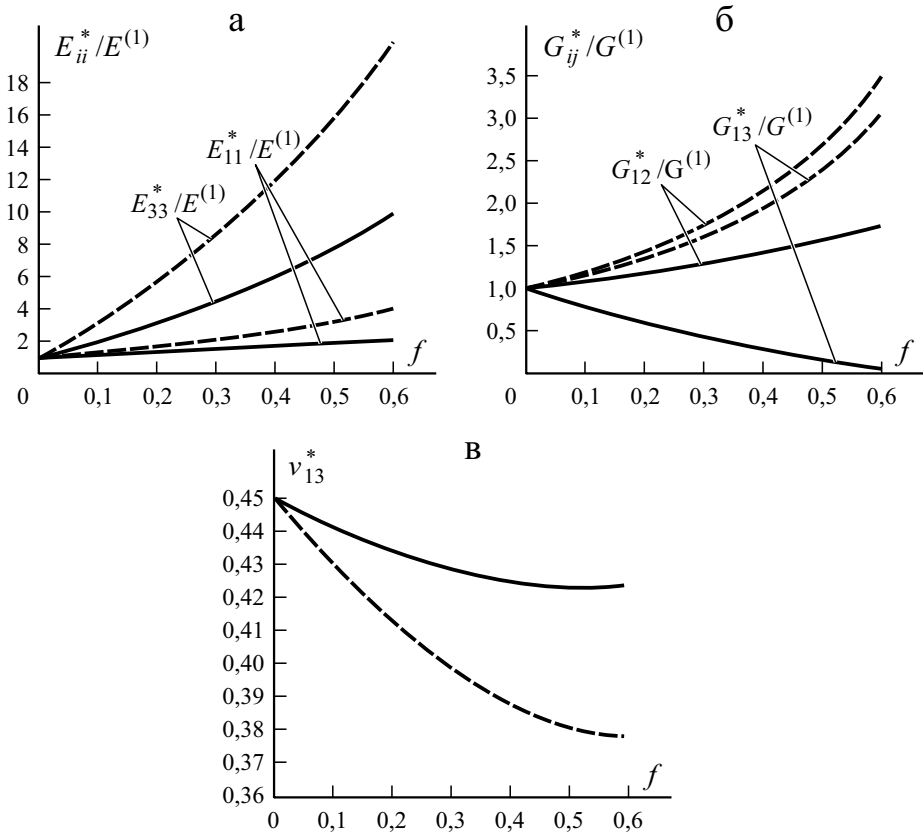 а
E*ii/E(1)
18
16
14
12
10
8
6
4
2
E*33/E(1)
E*11/E(1)
f
0 0,1 0,2 0,3 0,4 0,5 0,6
б
G*ij/G(1)
3,5
3,0
2,5
2,0
1,5
1,0
0,5
G*12/G(1)
G*13/G(1)
f
0 0,1 0,2 0,3 0,4 0,5 0,6
в
ν*13
0,45
0,44
0,43
0,42
0,41
0,40
0,39
0,38
0,37
0,36
f
0 0,1 0,2 0,3 0,4 0,5 0,6